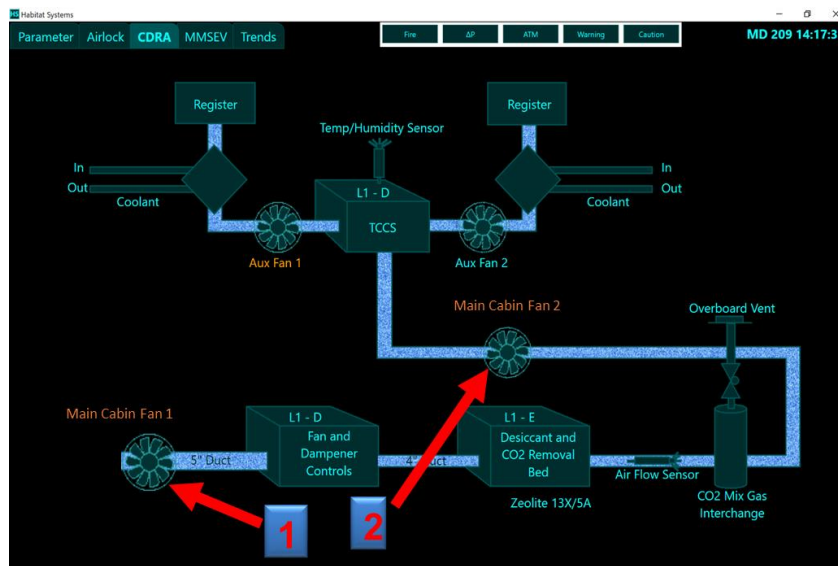 HS Habitat Systems
Parameter Airlock CDRA MMSEV Trends
Fire ΔP ATM Warning Caution
MD 209 14:17:3
Register
Register
Temp/Humidity Sensor
In
Out
Coolant
In
Out
Coolant
L1 - D
TCCS
Aux Fan 1
Aux Fan 2
Main Cabin Fan 2
Overboard Vent
Main Cabin Fan 1
5" Duct
L1 - D
Fan and
Dampener
Controls
4" Duct
L1 - E
Desiccant and
CO2 Removal
Bed
Zeolite 13X/5A
Air Flow Sensor
CO2 Mix Gas
Interchange
1
2